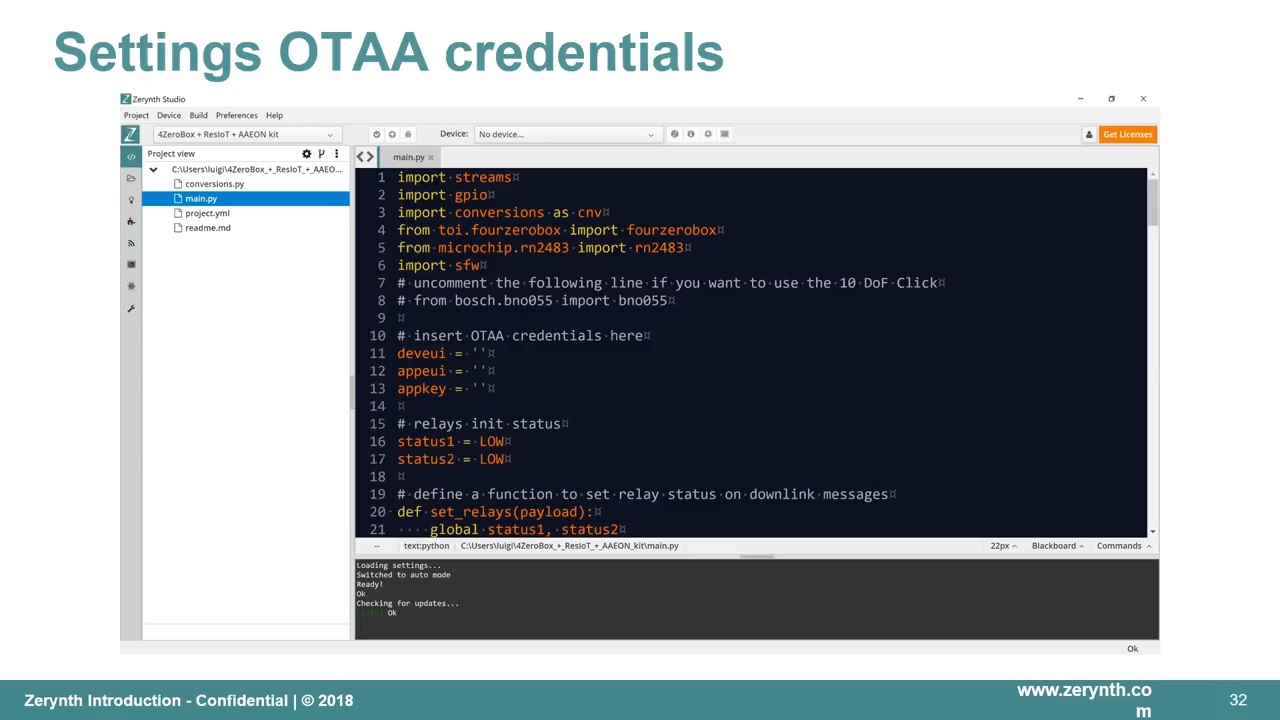 Settings OTAA credentials
Zerynth Studio
Project Device Build Preferences Help
4ZeroBox + ResIoT + AAEON kit
Device: No device...
Get Licenses
Project view
C:\Users\luigi\4ZeroBox_+_ResIoT_+_AAEO...
conversions.py
main.py
project.yml
readme.md
main.py
1 import streams¤
2 import gpio¤
3 import conversions as cnv¤
4 from toi.fourzerobox import fourzerobox¤
5 from microchip.rn2483 import rn2483¤
6 import sfw¤
7 # uncomment the following line if you want to use the 10 DoF Click¤
8 # from bosch.bno055 import bno055¤
9 ¤
10 # insert OTAA credentials here¤
11 deveui = ''¤
12 appeui = ''¤
13 appkey = ''¤
14 ¤
15 # relays init status¤
16 status1 = LOW¤
17 status2 = LOW¤
18 ¤
19 # define a function to set relay status on downlink messages¤
20 def set_relays(payload):¤
21 ····global status1, status2¤
-- text:python C:\Users\luigi\4ZeroBox_+_ResIoT_+_AAEON_kit\main.py 22px Blackboard Commands
Loading settings...
Switched to auto mode
Ready!
Ok
Checking for updates...
Ok
Ok
Zerynth Introduction - Confidential | © 2018
www.zerynth.co
m
32